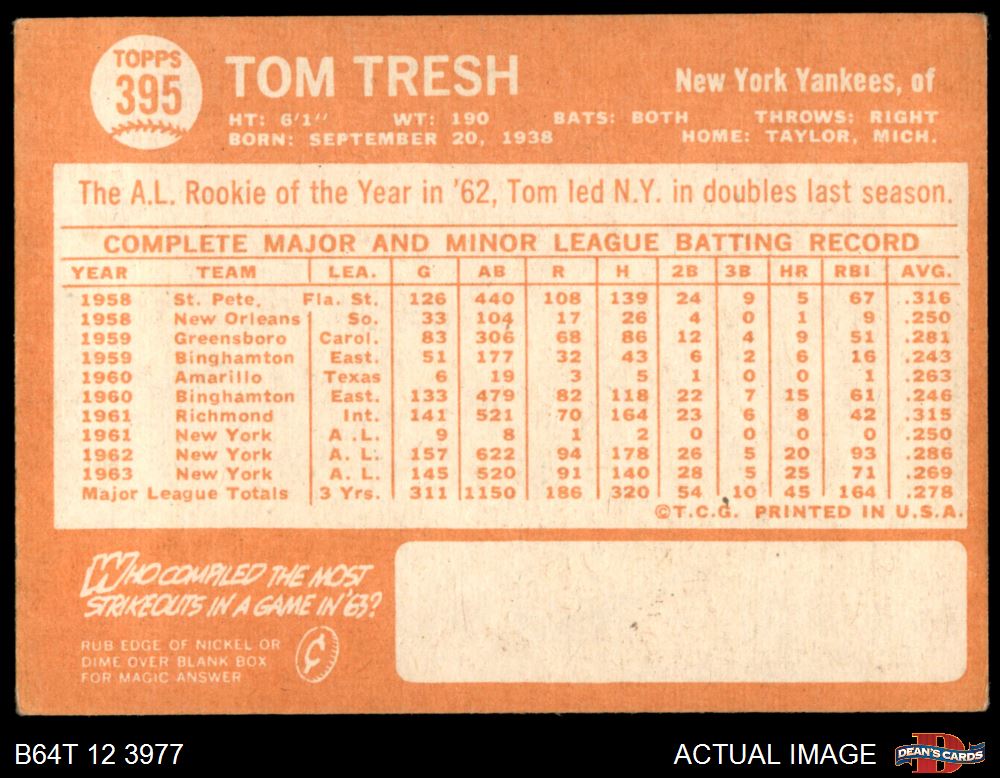 TOPPS
395
TOM TRESH
New York Yankees, of
HT: 6'1" WT: 190 BATS: BOTH THROWS: RIGHT
BORN: SEPTEMBER 20, 1938 HOME: TAYLOR, MICH.
The A.L. Rookie of the Year in '62, Tom led N.Y. in doubles last season.
COMPLETE MAJOR AND MINOR LEAGUE BATTING RECORD
YEAR TEAM LEA. G AB R H 2B 3B HR RBI AVG.
1958 St. Pete. Fla. St. 126 440 108 139 24 9 5 67 .316
1958 New Orleans So. 33 104 17 26 4 0 1 9 .250
1959 Greensboro Carol. 83 306 68 86 12 4 9 51 .281
1959 Binghamton East. 51 177 32 43 6 2 6 16 .243
1960 Amarillo Texas 6 19 3 5 1 0 0 1 .263
1960 Binghamton East. 133 479 82 118 22 7 15 61 .246
1961 Richmond Int. 141 521 70 164 23 6 8 42 .315
1961 New York A.L. 9 8 1 2 0 0 0 0 .250
1962 New York A.L. 157 622 94 178 26 5 20 93 .286
1963 New York A.L. 145 520 91 140 28 5 25 71 .269
Major League Totals 3 Yrs. 311 1150 186 320 54 10 45 164 .278
©T.C.G. PRINTED IN U.S.A.
WHO COMPILED THE MOST
STRIKEOUTS IN A GAME IN '63?
RUB EDGE OF NICKEL OR
DIME OVER BLANK BOX
FOR MAGIC ANSWER
¢
B64T 12 3977
ACTUAL IMAGE
D
DEAN'S CARDS